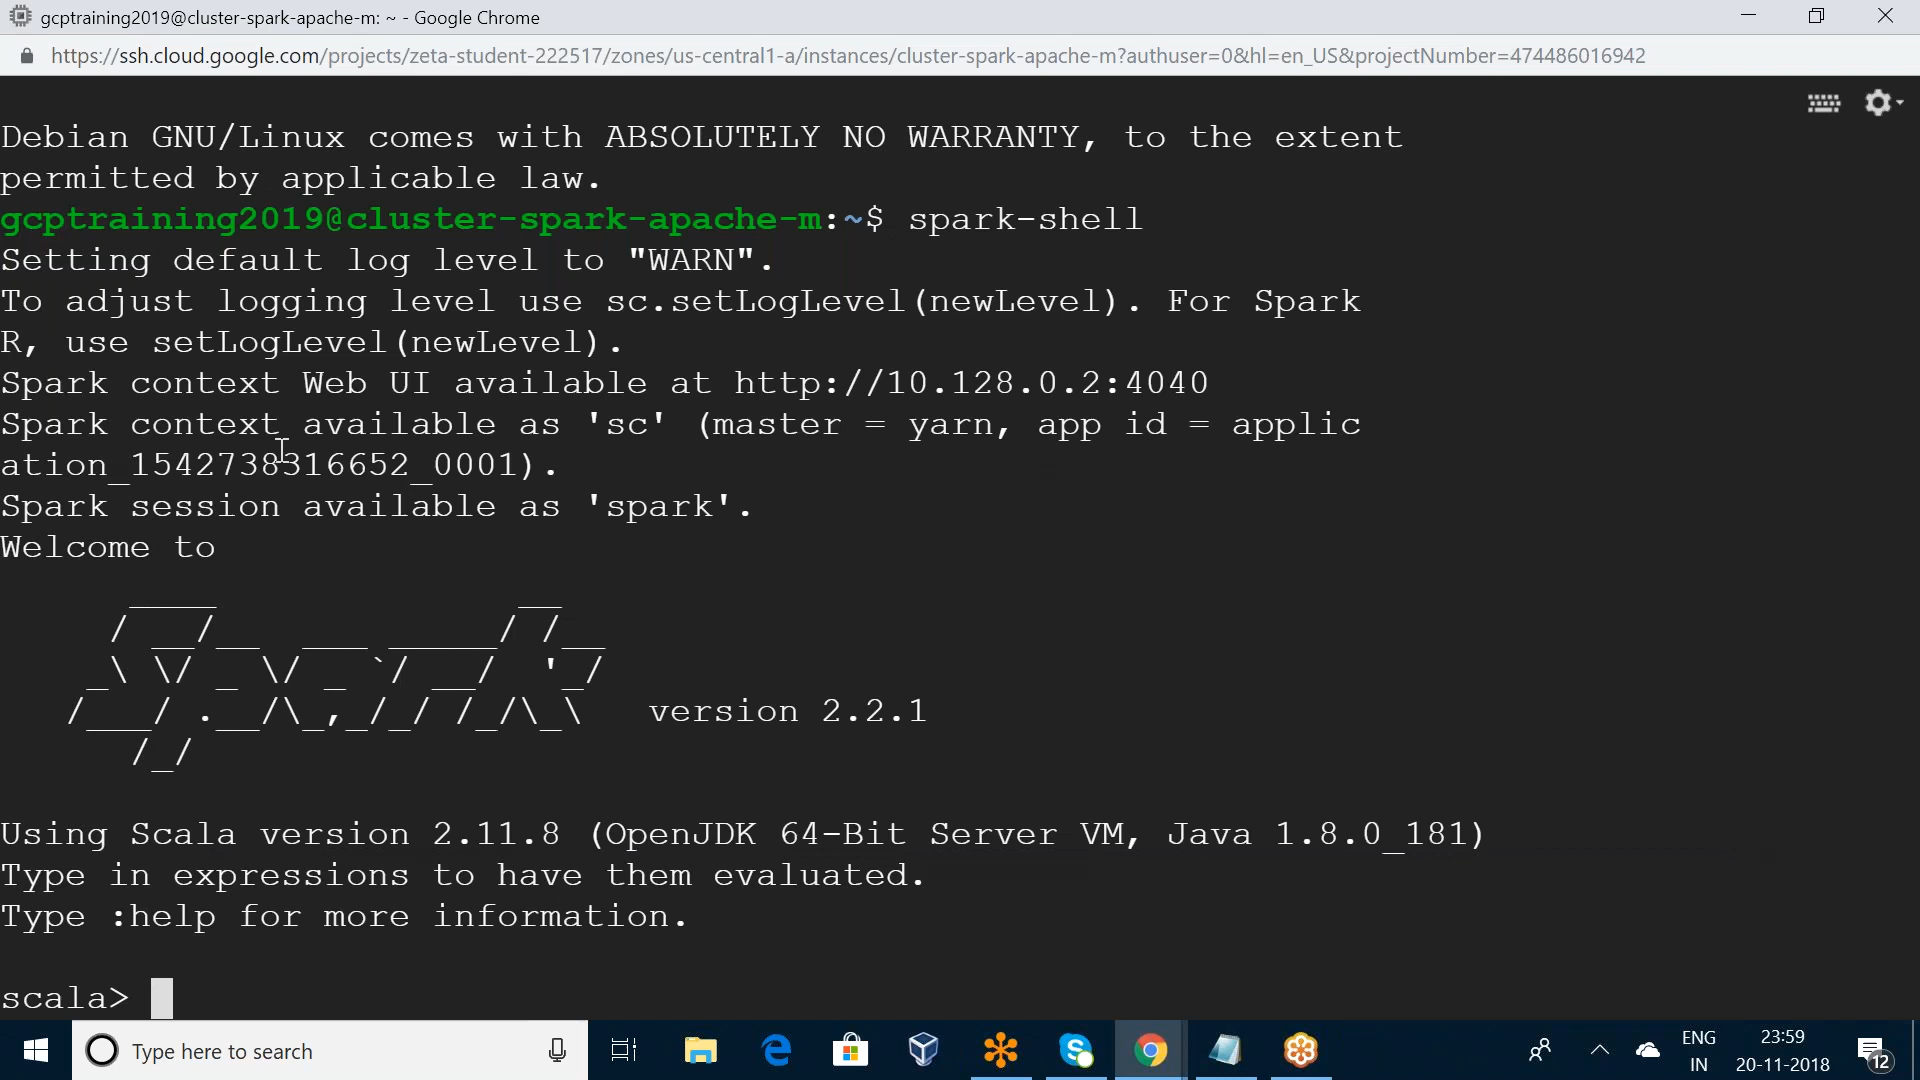 gcptraining2019@cluster-spark-apache-m: ~ - Google Chrome
https://ssh.cloud.google.com/projects/zeta-student-222517/zones/us-central1-a/instances/cluster-spark-apache-m?authuser=0&hl=en_US&projectNumber=474486016942
Debian GNU/Linux comes with ABSOLUTELY NO WARRANTY, to the extent
permitted by applicable law.
gcptraining2019@cluster-spark-apache-m:~$ spark-shell
Setting default log level to "WARN".
To adjust logging level use sc.setLogLevel(newLevel). For Spark
R, use setLogLevel(newLevel).
Spark context Web UI available at http://10.128.0.2:4040
Spark context available as 'sc' (master = yarn, app id = applic
ation_1542738316652_0001).
Spark session available as 'spark'.
Welcome to
Spark version 2.2.1
Using Scala version 2.11.8 (OpenJDK 64-Bit Server VM, Java 1.8.0_181)
Type in expressions to have them evaluated.
Type :help for more information.
scala>
Type here to search
ENG
IN
23:59
20-11-2018
12